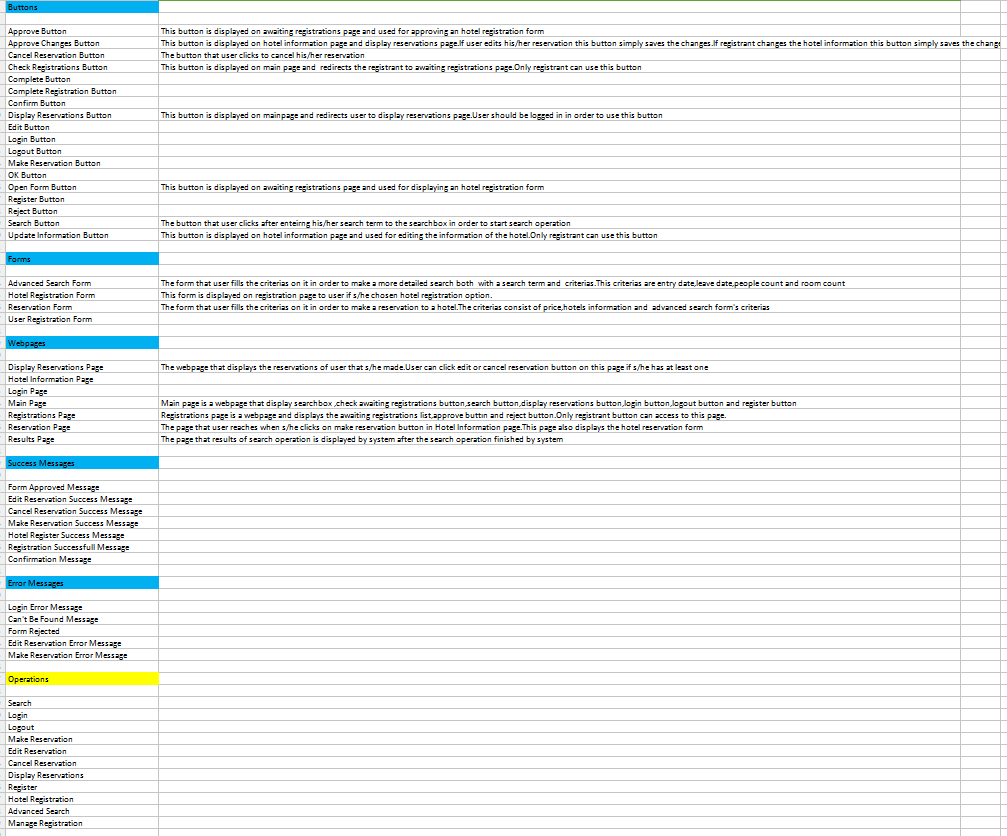 Buttons
Approve Button This button is displayed on awaiting registrations page and used for approving an hotel registration form
Approve Changes Button This button is displayed on hotel information page and display reservations page.If user edits his/her reservation this button simply saves the changes.If registrant changes the hotel information this button simply saves the change
Cancel Reservation Button The button that user clicks to cancel his/her reservation
Check Registrations Button This button is displayed on main page and redirects the registrant to awaiting registrations page.Only registrant can use this button
Complete Button
Complete Registration Button
Confirm Button
Display Reservations Button This button is displayed on mainpage and redirects user to display reservations page.User should be logged in in order to use this button
Edit Button
Login Button
Logout Button
Make Reservation Button
OK Button
Open Form Button This button is displayed on awaiting registrations page and used for displaying an hotel registration form
Register Button
Reject Button
Search Button The button that user clicks after enteirng his/her search term to the searchbox in order to start search operation
Update Information Button This button is displayed on hotel information page and used for editing the information of the hotel.Only registrant can use this button
Forms
Advanced Search Form The form that user fills the criterias on it in order to make a more detailed search both with a search term and criterias.This criterias are entry date,leave date,people count and room count
Hotel Registration Form This form is displayed on registration page to user if s/he chosen hotel registration option.
Reservation Form The form that user fills the criterias on it in order to make a reservation to a hotel.The criterias consist of price,hotels information and advanced search form's criterias
User Registration Form
Webpages
Display Reservations Page The webpage that displays the reservations of user that s/he made.User can click edit or cancel reservation button on this page if s/he has at least one
Hotel Information Page
Login Page
Main Page Main page is a webpage that display searchbox ,check awaiting registrations button,search button,display reservations button,login button,logout button and register button
Registrations Page Registrations page is a webpage and displays the awaiting registrations list,approve buttın and reject button.Only registrant button can access to this page.
Reservation Page The page that user reaches when s/he clicks on make reservation button in Hotel Information page.This page also displays the hotel reservation form
Results Page The page that results of search operation is displayed by system after the search operation finished by system
Success Messages
Form Approved Message
Edit Reservation Success Message
Cancel Reservation Success Message
Make Reservation Success Message
Hotel Register Success Message
Registration Successfull Message
Confirmation Message
Error Messages
Login Error Message
Can't Be Found Message
Form Rejected
Edit Reservation Error Message
Make Reservation Error Message
Operations
Search
Login
Logout
Make Reservation
Edit Reservation
Cancel Reservation
Display Reservations
Register
Hotel Registration
Advanced Search
Manage Registration